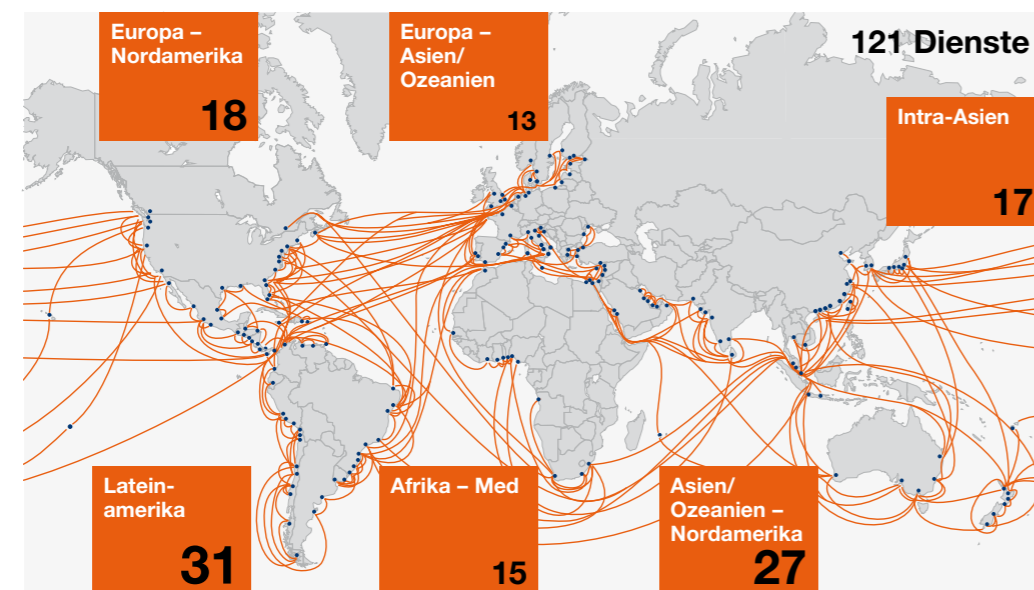 Europa –
Nordamerika
18
Europa –
Asien/
Ozeanien
13
121 Dienste
Intra-Asien
17
Latein-
amerika
31
Afrika – Med
15
Asien/
Ozeanien –
Nordamerika
27